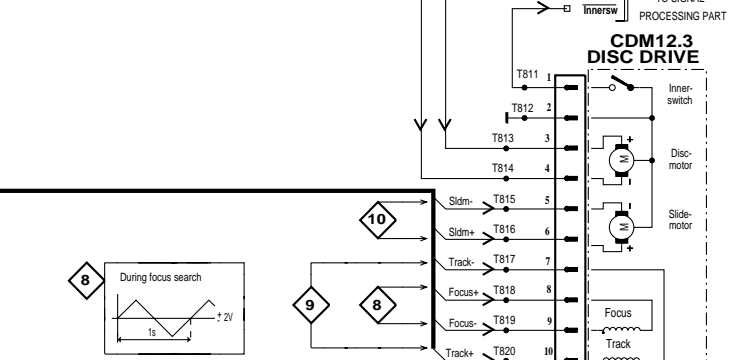 TO SIGNAL
Innersw
PROCESSING PART
CDM12.3
DISC DRIVE
T811 1
Inner-
switch
T812 2
T813 3
Disc-
motor
M
+
-
T814 4
Sldm- T815 5
Slide-
motor
M
-
+
10
Sldm+ T816 6
Track- T817 7
8
During focus search
± 2V
1s
9
8
Focus+ T818 8
Focus
Focus- T819 9
Track
Track+ T820 10